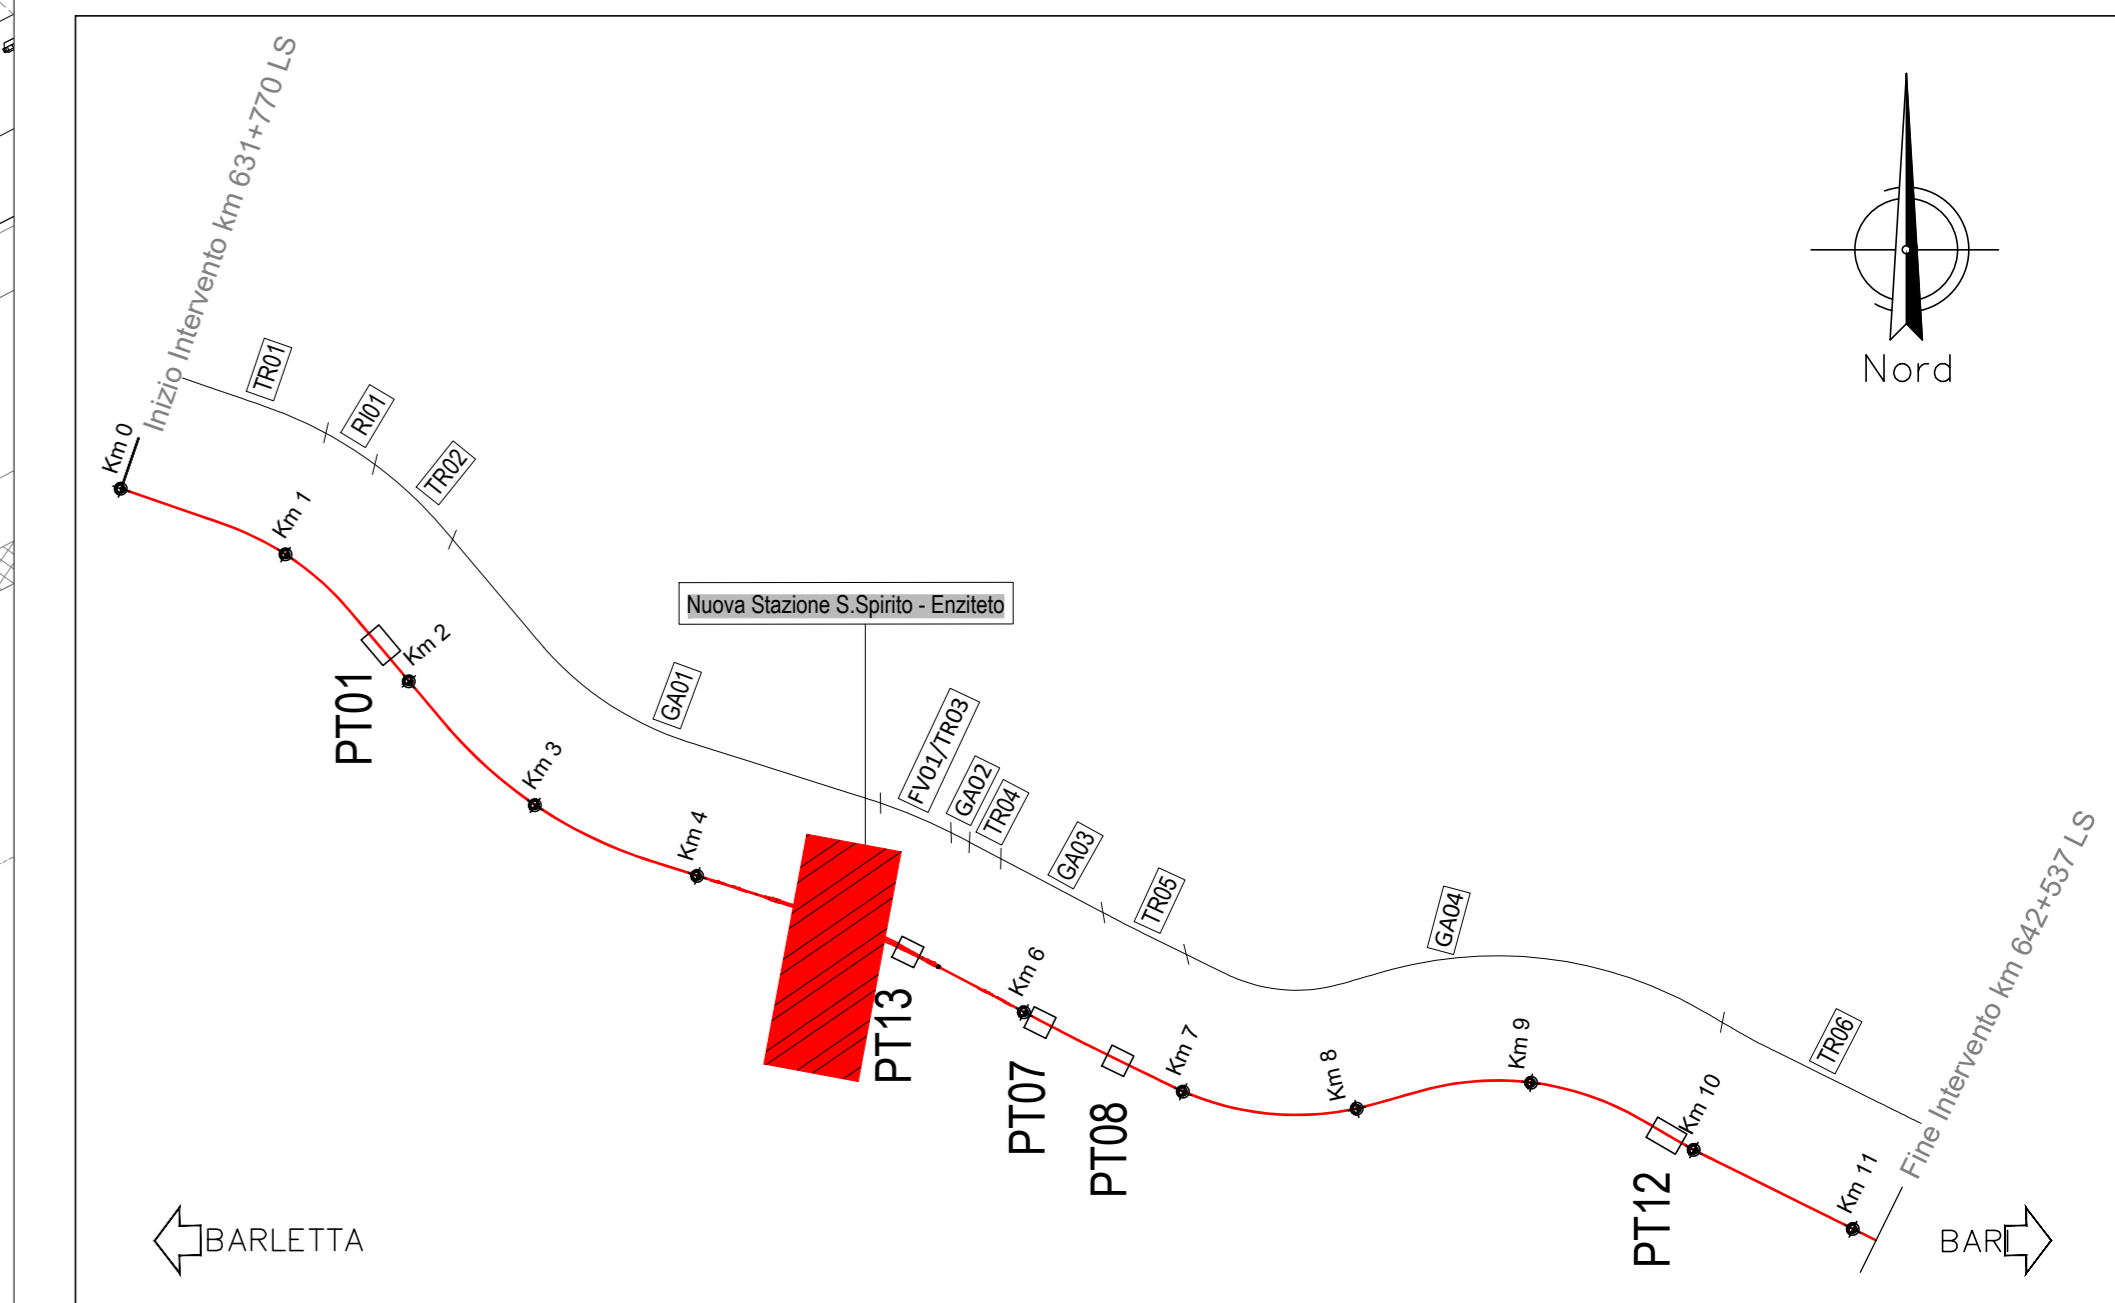 Inizio Intervento km 631+770 LS
Nord
TR01
RI01
TR02
Km 0
Km 1
Nuova Stazione S.Spirito - Enziteto
Km 2
PT01
GA01
FV01/TR03
GA02
TR04
Km 3
Km 4
GA03
TR05
GA04
Fine Intervento km 642+537 LS
PT13
Km 6
PT07
PT08
Km 7
Km 8
Km 9
TR06
Km 10
PT12
Km 11
BARLETTA
BARI